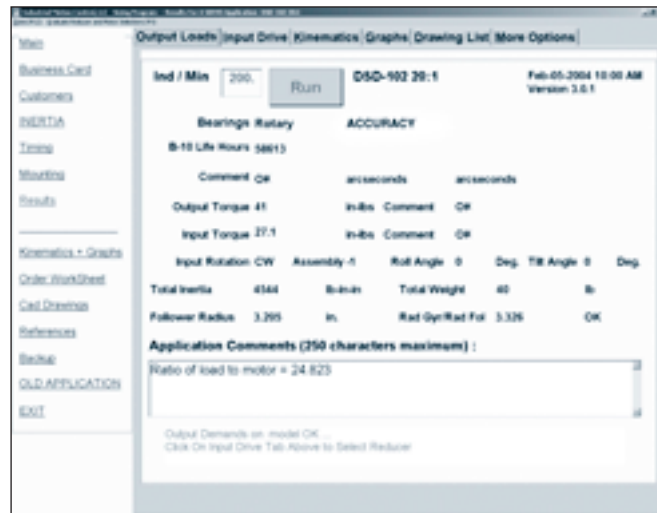 Output Loads Input Drive Kinematics Graphs Drawing List More Options
Main
Business Card
Customers
INERTIA
Timing
Mounting
Results
Kinematics + Graphs
Order WorkSheet
Cad Drawings
References
Backup
OLD APPLICATION
EXIT
Ind / Min 200. Run DSD-102 20:1 Feb-05-2004 10:00 AM
Version 3.0.1
Bearings Rotary ACCURACY
B-10 Life Hours 58613
Comment O# arcseconds arcseconds
Output Torque 41 in-lbs Comment O#
Input Torque 27.1 in-lbs Comment O#
Input Rotation CW Assembly -1 Roll Angle 0 Deg. Tilt Angle 0 Deg.
Total Inertia 4344 lb-in-in Total Weight 40 lb
Follower Radius 3.295 in. Rad Gyr/Rad Fol 3.326 OK
Application Comments (250 characters maximum) :
Ratio of load to motor = 24.823
Output Demands on model OK ...
Click On Input Drive Tab Above to Select Reducer